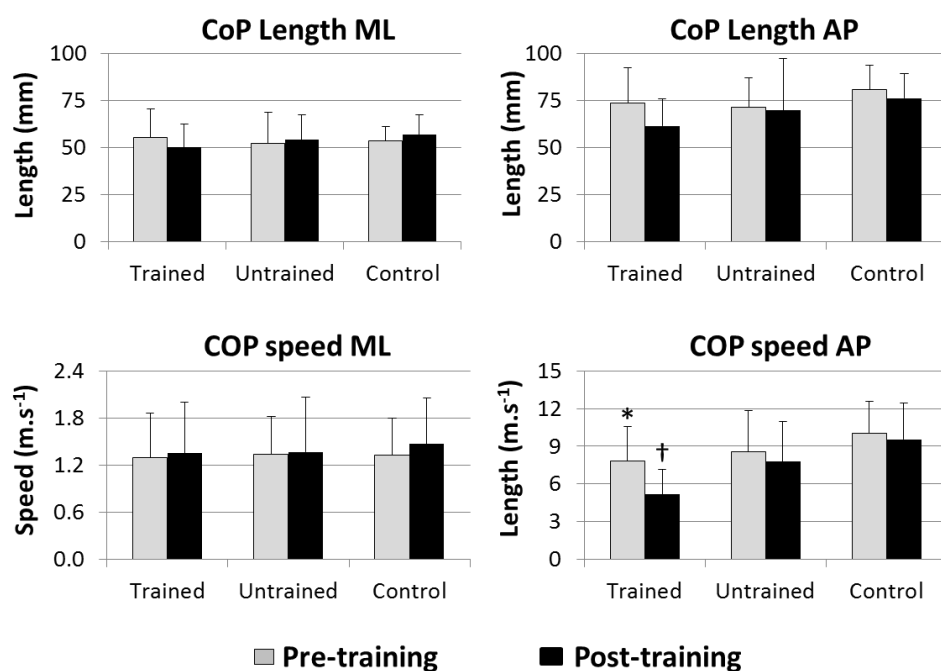 CoP Length ML
Length (mm)
100
75
50
25
0
Trained Untrained Control
CoP Length AP
Length (mm)
100
75
50
25
0
Trained Untrained Control
COP speed ML
Speed (m.s⁻¹)
2.4
1.8
1.2
0.6
0.0
Trained Untrained Control
COP speed AP
Length (m.s⁻¹)
15
12
9
6
3
0
*
†
Trained Untrained Control
Pre-training Post-training